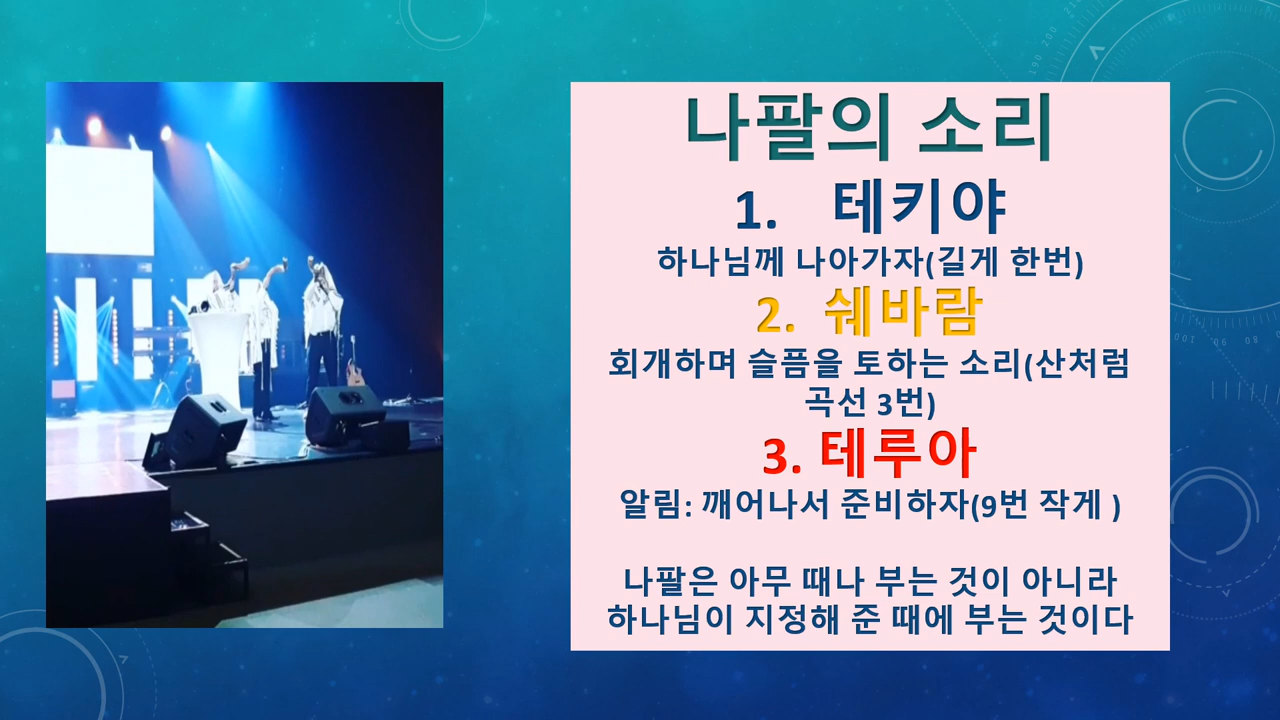 나팔의 소리
1. 테키야
하나님께 나아가자(길게 한번)
2. 쉐바람
회개하며 슬픔을 토하는 소리(산처럼
곡선 3번)
3. 테루아
알림: 깨어나서 준비하자(9번 작게 )
나팔은 아무 때나 부는 것이 아니라
하나님이 지정해 준 때에 부는 것이다